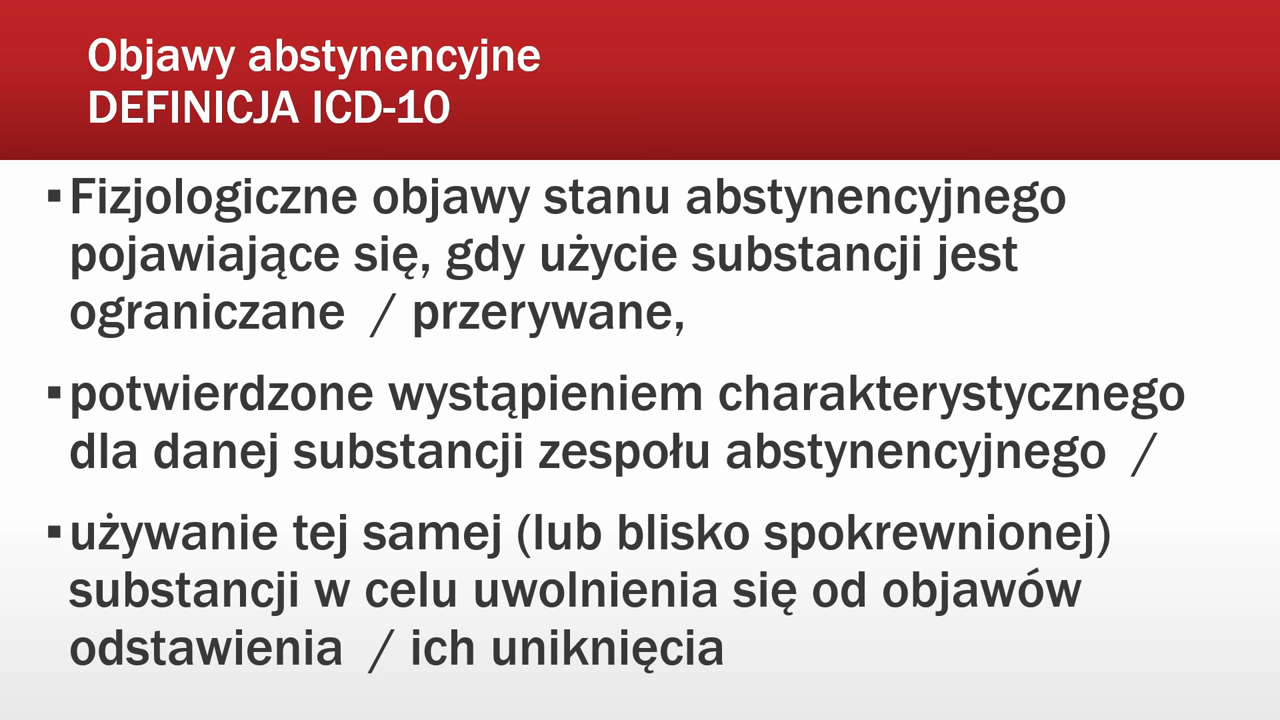 Objawy abstynencyjne
DEFINICJA ICD-10
▪Fizjologiczne objawy stanu abstynencyjnego
pojawiające się, gdy użycie substancji jest
ograniczane / przerywane,
▪potwierdzone wystąpieniem charakterystycznego
dla danej substancji zespołu abstynencyjnego /
▪używanie tej samej (lub blisko spokrewnionej)
substancji w celu uwolnienia się od objawów
odstawienia / ich uniknięcia